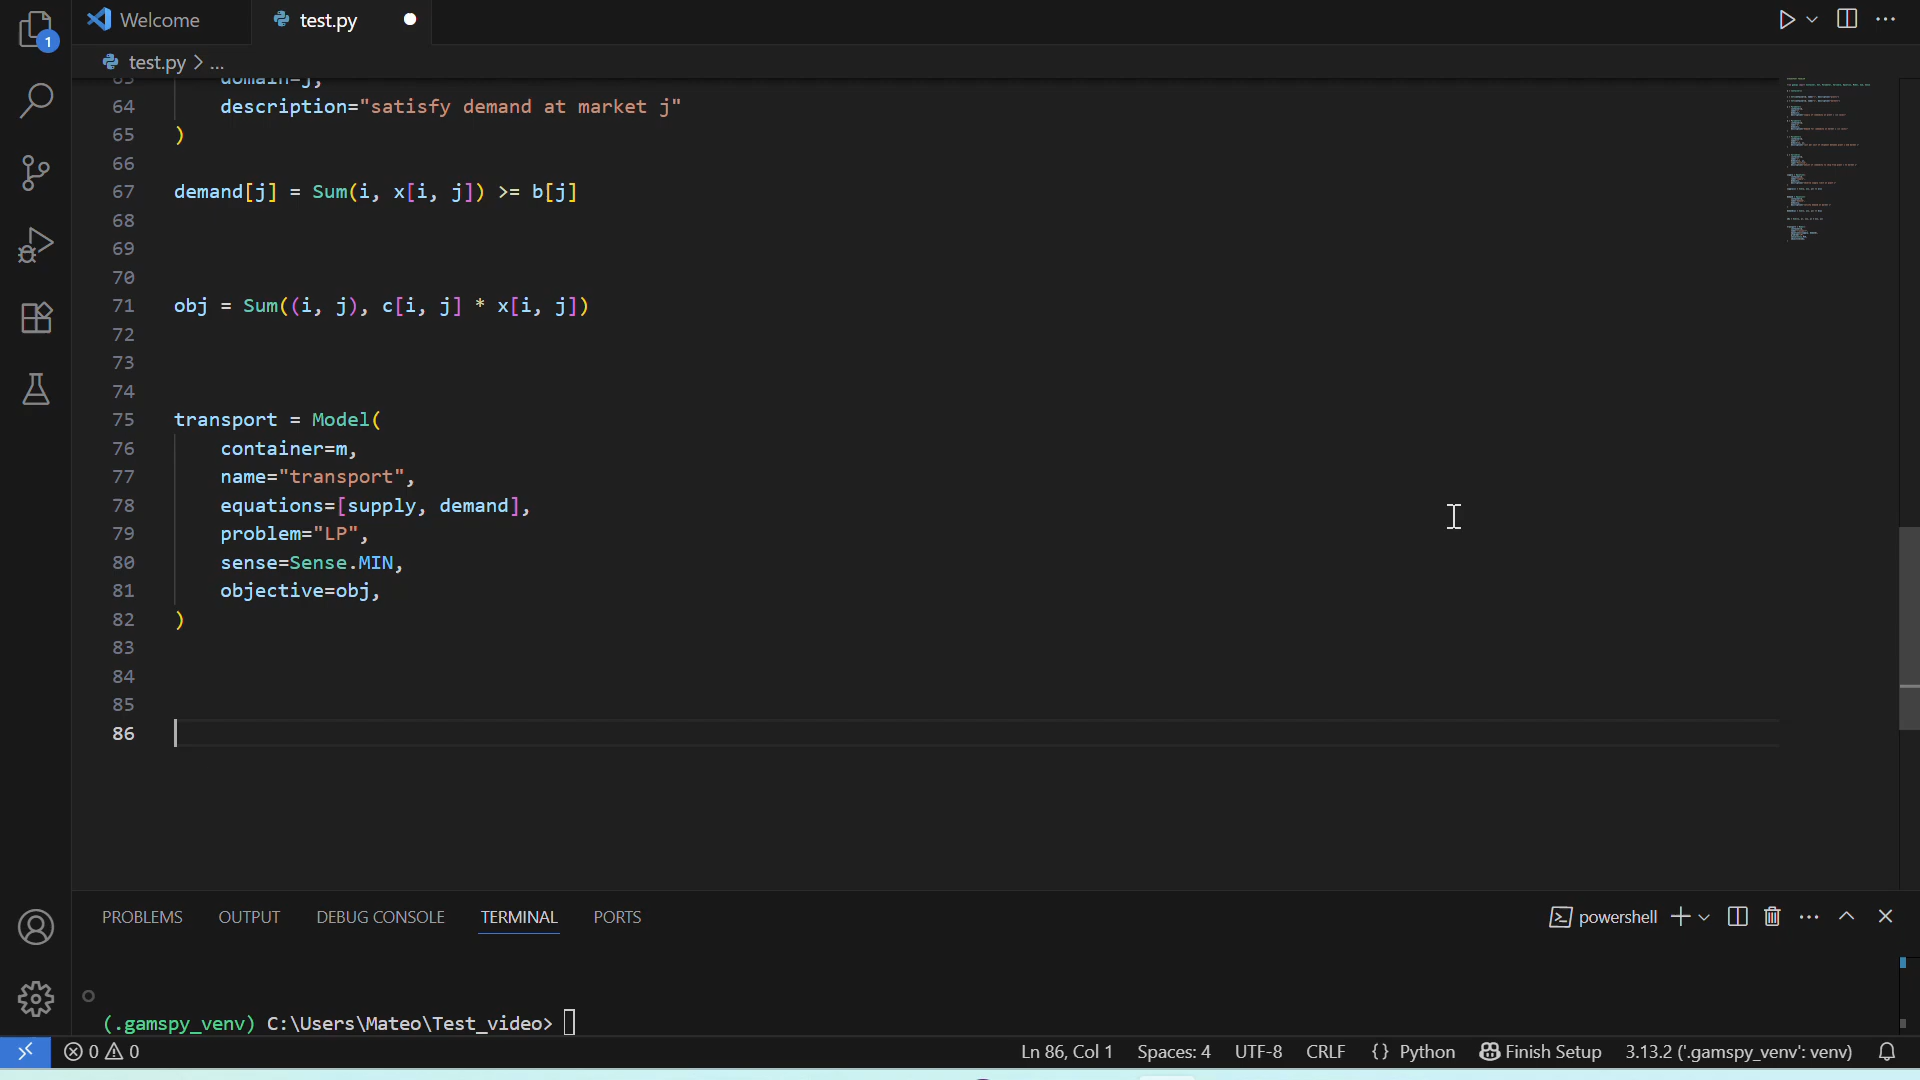 1
Welcome
test.py
test.py > ...
63 domain=j,
64 description="satisfy demand at market j"
65 )
66
67 demand[j] = Sum(i, x[i, j]) >= b[j]
68
69
70
71 obj = Sum((i, j), c[i, j] * x[i, j])
72
73
74
75 transport = Model(
76 container=m,
77 name="transport",
78 equations=[supply, demand],
79 problem="LP",
80 sense=Sense.MIN,
81 objective=obj,
82 )
83
84
85
86
PROBLEMS OUTPUT DEBUG CONSOLE TERMINAL PORTS
powershell
(.gamspy_venv) C:\Users\Mateo\Test_video>
0 0 Ln 86, Col 1 Spaces: 4 UTF-8 CRLF {} Python Finish Setup 3.13.2 ('.gamspy_venv': venv)